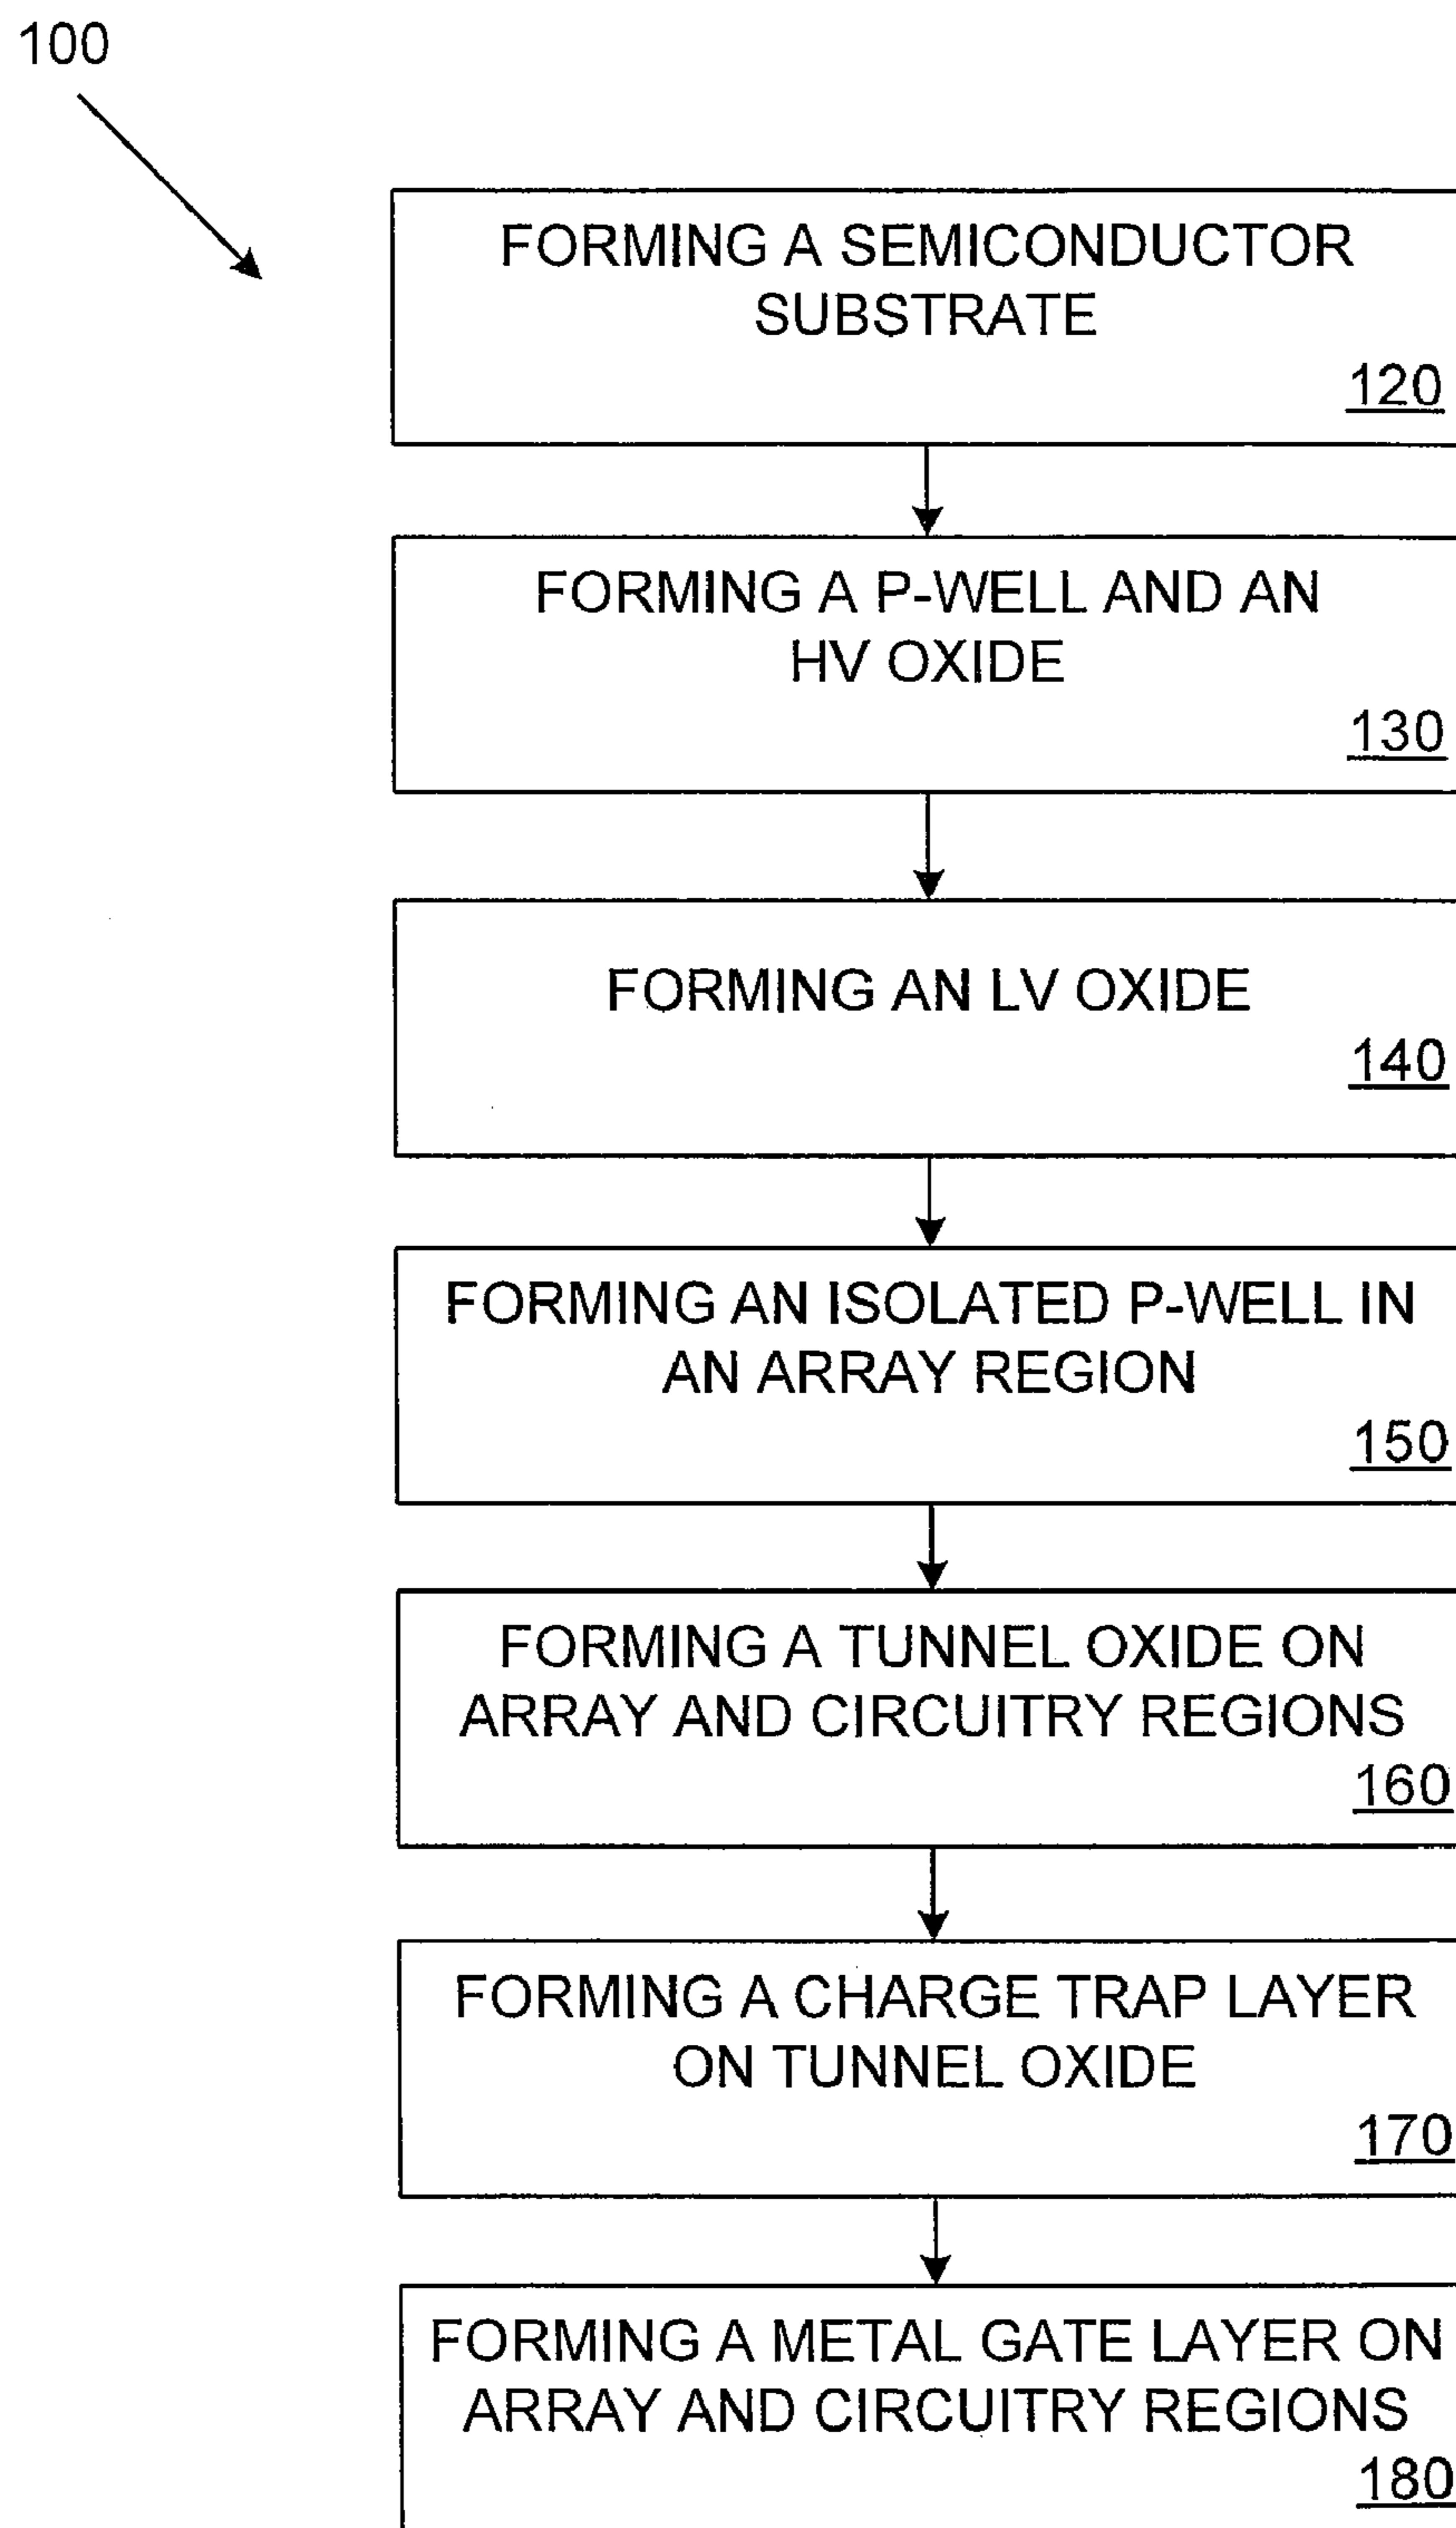 100
FORMING A SEMICONDUCTOR
SUBSTRATE
120
FORMING A P-WELL AND AN
HV OXIDE
130
FORMING AN LV OXIDE
140
FORMING AN ISOLATED P-WELL IN
AN ARRAY REGION
150
FORMING A TUNNEL OXIDE ON
ARRAY AND CIRCUITRY REGIONS
160
FORMING A CHARGE TRAP LAYER
ON TUNNEL OXIDE
170
FORMING A METAL GATE LAYER ON
ARRAY AND CIRCUITRY REGIONS
180